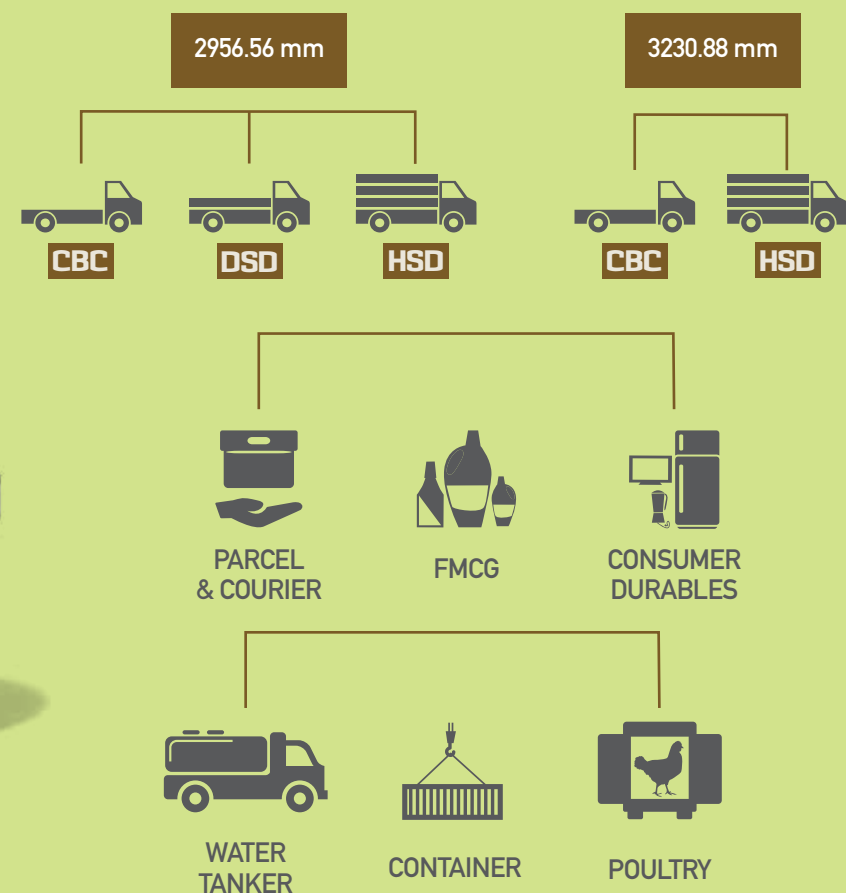 2956.56 mm
3230.88 mm
CBC
DSD
HSD
CBC
HSD
PARCEL
& COURIER
FMCG
CONSUMER
DURABLES
WATER
TANKER
CONTAINER
POULTRY